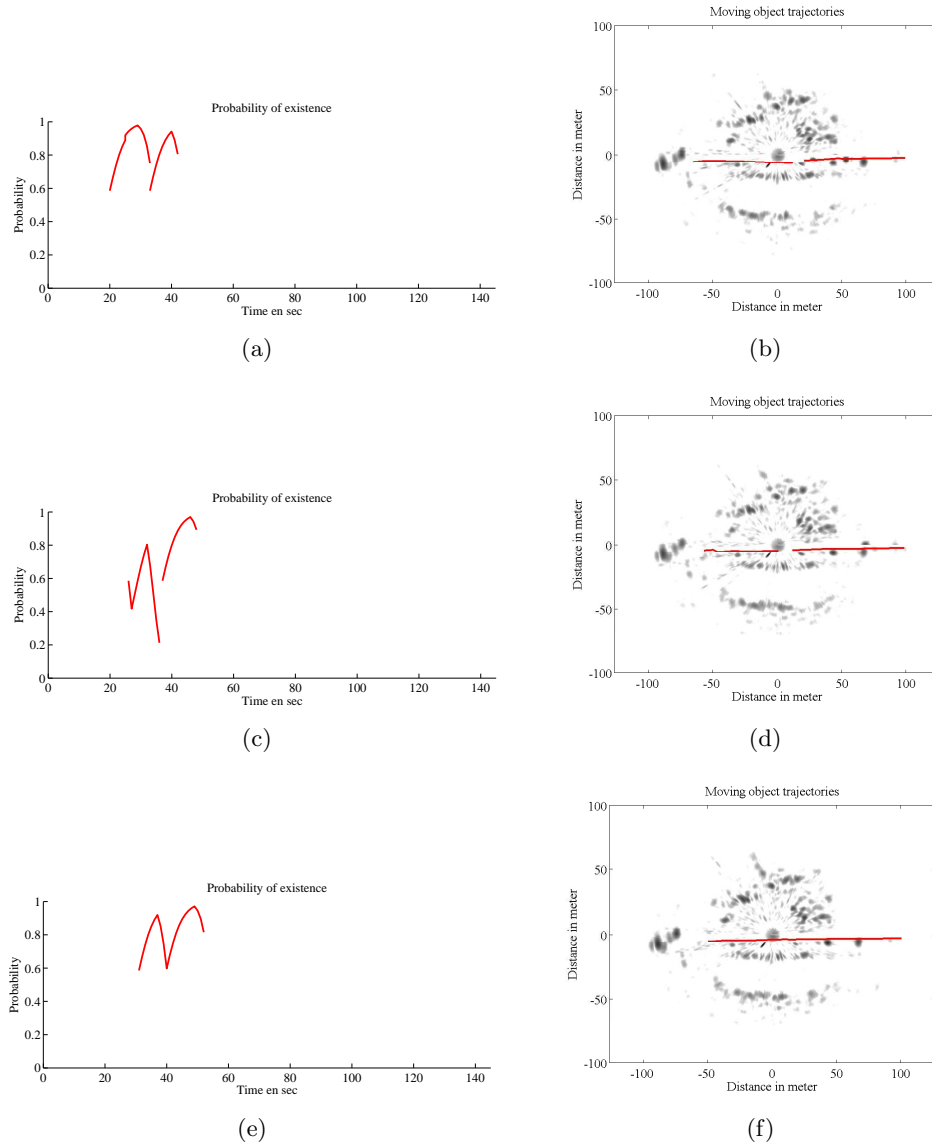 Moving object trajectories
100
50
0
-50
-100
Distance in meter
-100 -50 0 50 100
Distance in meter
Probability of existence
1
0.8
0.6
0.4
0.2
0
Probability
0 20 40 60 80 100 120 140
Time en sec
(a)
(b)
Moving object trajectories
100
50
0
-50
-100
Distance in meter
-100 -50 0 50 100
Distance in meter
Probability of existence
1
0.8
0.6
0.4
0.2
0
Probability
0 20 40 60 80 100 120 140
Time en sec
(c)
(d)
Moving object trajectories
100
50
0
-50
-100
Distance in meter
-100 -50 0 50 100
Distance in meter
Probability of existence
1
0.8
0.6
0.4
0.2
0
Probability
0 20 40 60 80 100 120 140
Time en sec
(e)
(f)